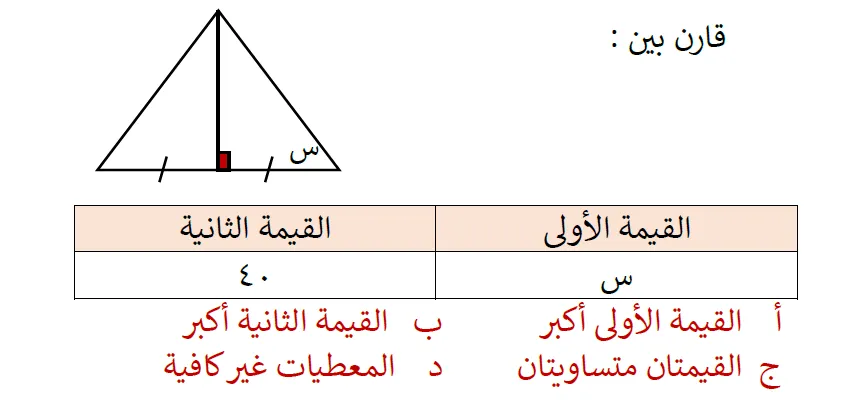 قارن بين :
س
القيمة الأولى القيمة الثانية
س ٤٠
أ القيمة الأولى أكبر ب القيمة الثانية أكبر
ج القيمتان متساويتان د المعطيات غير كافية